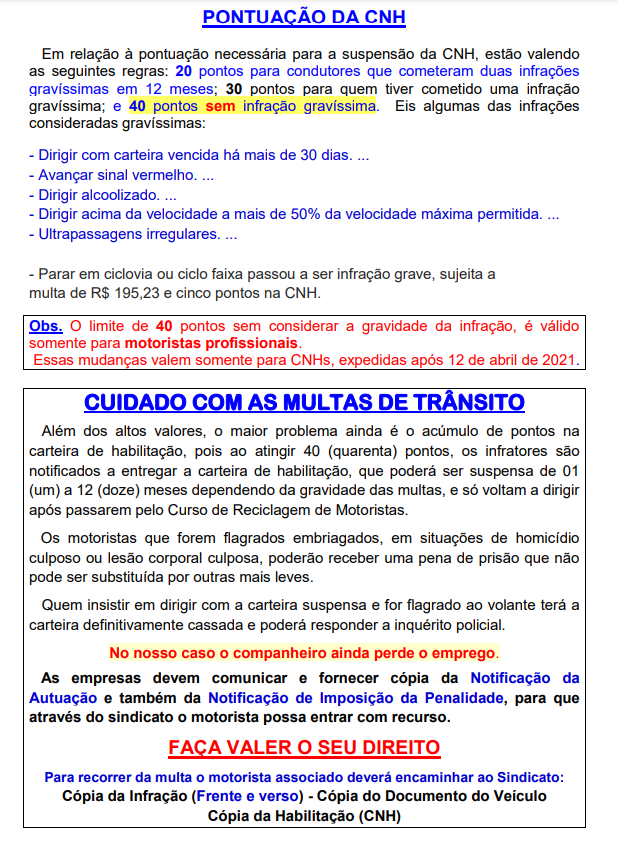 PONTUAÇÃO DA CNH
Em relação à pontuação necessária para a suspensão da CNH, estão valendo
as seguintes regras: 20 pontos para condutores que cometeram duas infrações
gravíssimas em 12 meses; 30 pontos para quem tiver cometido uma infração
gravíssima; e 40 pontos sem infração gravíssima. Eis algumas das infrações
consideradas gravíssimas:
- Dirigir com carteira vencida há mais de 30 dias. ...
- Avançar sinal vermelho. ...
- Dirigir alcoolizado. ...
- Dirigir acima da velocidade a mais de 50% da velocidade máxima permitida. ...
- Ultrapassagens irregulares. ...
- Parar em ciclovia ou ciclo faixa passou a ser infração grave, sujeita a
multa de R$ 195,23 e cinco pontos na CNH.
Obs. O limite de 40 pontos sem considerar a gravidade da infração, é válido
somente para motoristas profissionais.
Essas mudanças valem somente para CNHs, expedidas após 12 de abril de 2021.
CUIDADO COM AS MULTAS DE TRÂNSITO
Além dos altos valores, o maior problema ainda é o acúmulo de pontos na
carteira de habilitação, pois ao atingir 40 (quarenta) pontos, os infratores são
notificados a entregar a carteira de habilitação, que poderá ser suspensa de 01
(um) a 12 (doze) meses dependendo da gravidade das multas, e só voltam a dirigir
após passarem pelo Curso de Reciclagem de Motoristas.
Os motoristas que forem flagrados embriagados, em situações de homicídio
culposo ou lesão corporal culposa, poderão receber uma pena de prisão que não
pode ser substituída por outras mais leves.
Quem insistir em dirigir com a carteira suspensa e for flagrado ao volante terá a
carteira definitivamente cassada e poderá responder a inquérito policial.
No nosso caso o companheiro ainda perde o emprego.
As empresas devem comunicar e fornecer cópia da Notificação da
Autuação e também da Notificação de Imposição da Penalidade, para que
através do sindicato o motorista possa entrar com recurso.
FAÇA VALER O SEU DIREITO
Para recorrer da multa o motorista associado deverá encaminhar ao Sindicato:
Cópia da Infração (Frente e verso) - Cópia do Documento do Veículo
Cópia da Habilitação (CNH)